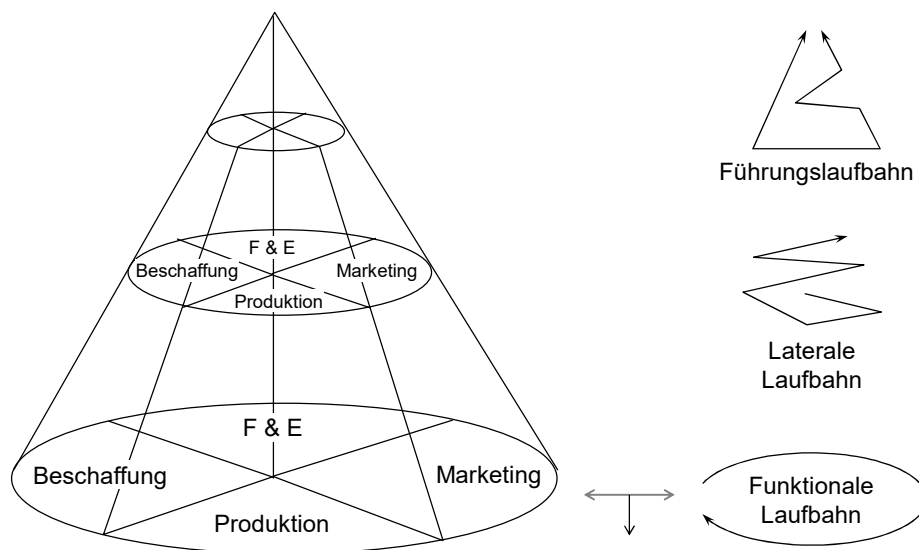 F & E
Beschaffung
Marketing
Produktion
F & E
Beschaffung
Marketing
Produktion
Führungslaufbahn
Laterale
Laufbahn
Funktionale
Laufbahn